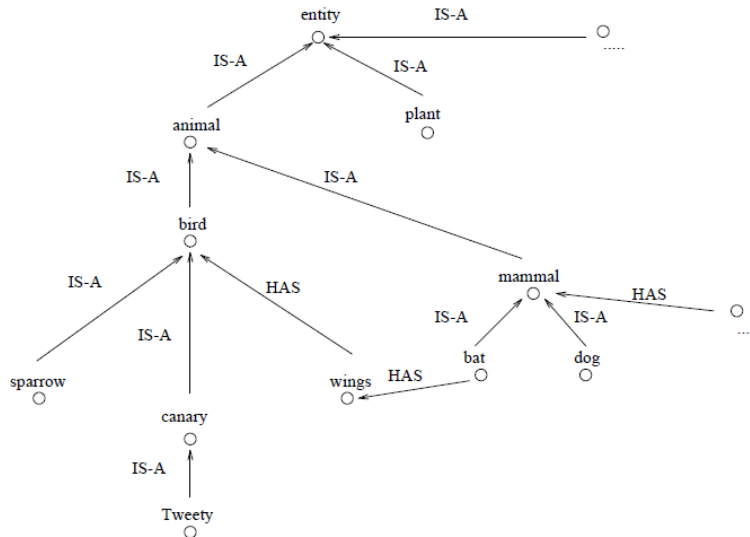 entity
IS-A
.....
IS-A
IS-A
animal
plant
IS-A
IS-A
bird
mammal
IS-A
HAS
HAS
IS-A
IS-A
...
IS-A
bat
dog
sparrow
wings
HAS
canary
IS-A
Tweety